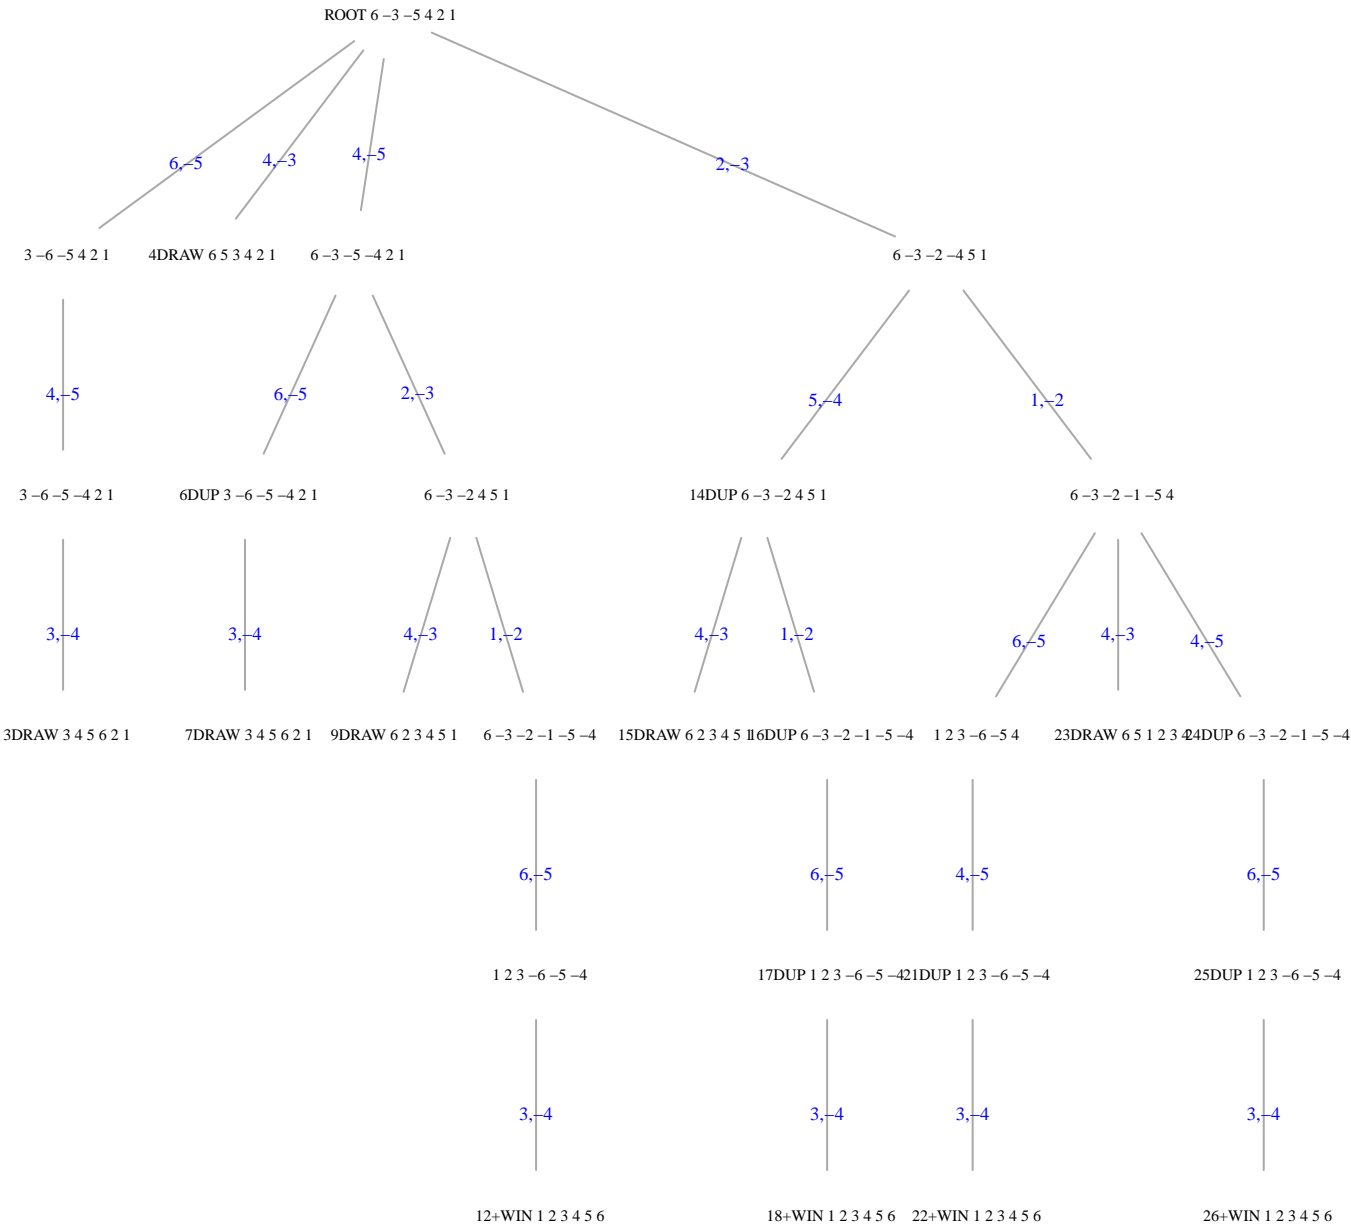 ROOT 6 –3 –5 4 2 1
6,–5 4,–3 4,–5 2,–3
3 –6 –5 4 2 1 4DRAW 6 5 3 4 2 1 6 –3 –5 –4 2 1 6 –3 –2 –4 5 1
4,–5 6,–5 2,–3 5,–4 1,–2
3 –6 –5 –4 2 1 6DUP 3 –6 –5 –4 2 1 6 –3 –2 4 5 1 14DUP 6 –3 –2 4 5 1 6 –3 –2 –1 –5 4
3,–4 3,–4 4,–3 1,–2 4,–3 1,–2 6,–5 4,–3 4,–5
3DRAW 3 4 5 6 2 1 7DRAW 3 4 5 6 2 1 9DRAW 6 2 3 4 5 1 6 –3 –2 –1 –5 –4 15DRAW 6 2 3 4 5 1 16DUP 6 –3 –2 –1 –5 –4 1 2 3 –6 –5 4 23DRAW 6 5 1 2 3 4 24DUP 6 –3 –2 –1 –5 –4
6,–5 6,–5 4,–5 6,–5
1 2 3 –6 –5 –4 17DUP 1 2 3 –6 –5 –4 21DUP 1 2 3 –6 –5 –4 25DUP 1 2 3 –6 –5 –4
3,–4 3,–4 3,–4 3,–4
12+WIN 1 2 3 4 5 6 18+WIN 1 2 3 4 5 6 22+WIN 1 2 3 4 5 6 26+WIN 1 2 3 4 5 6